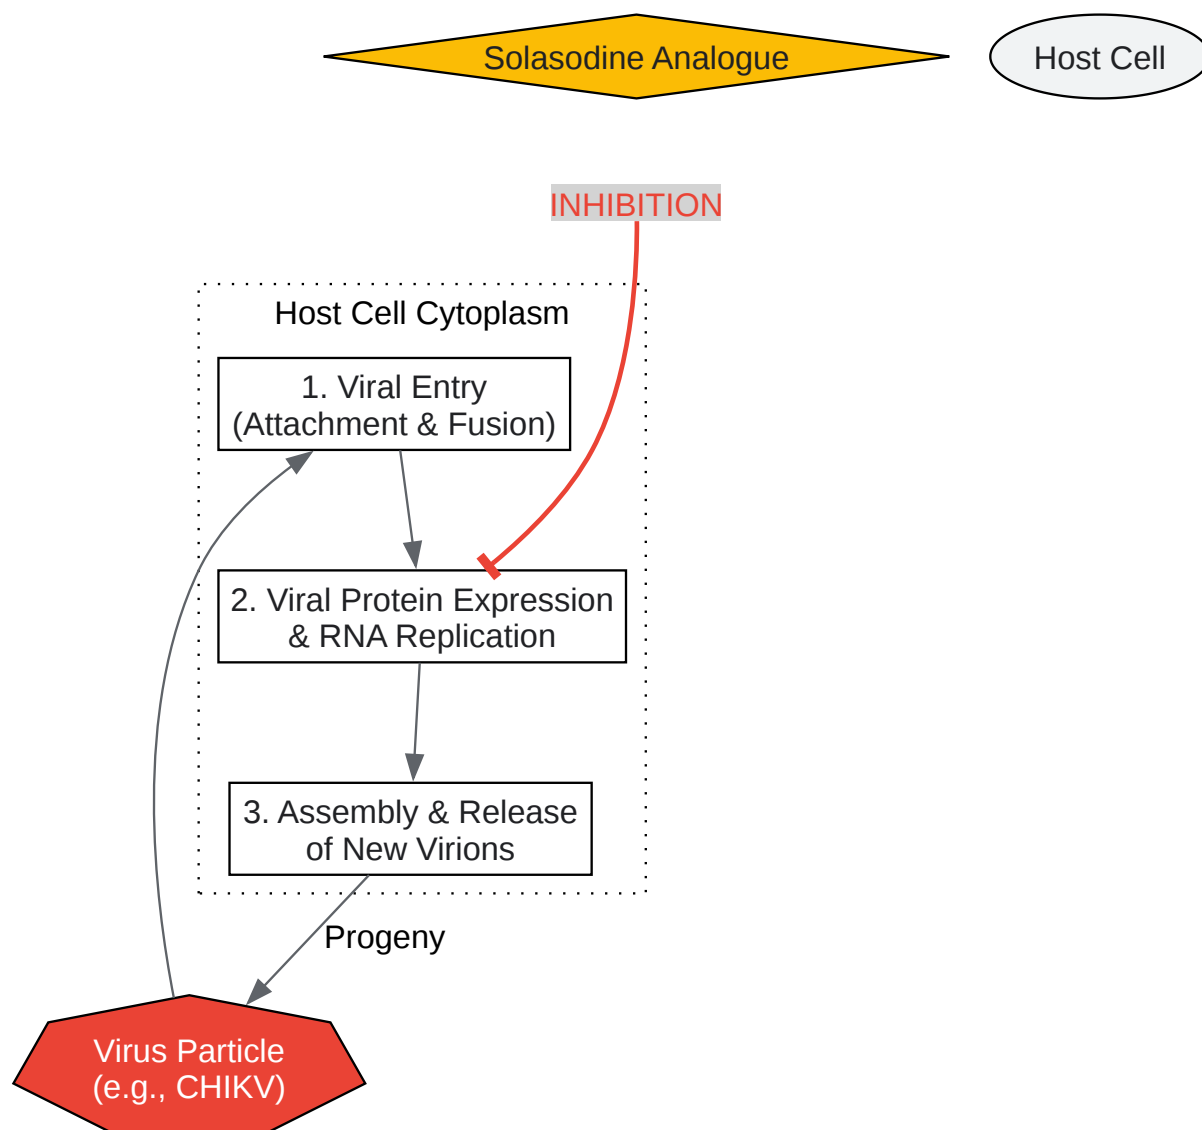 Solasodine Analogue
Host Cell
INHIBITION
Host Cell Cytoplasm
1. Viral Entry
(Attachment & Fusion)
2. Viral Protein Expression
& RNA Replication
3. Assembly & Release
of New Virions
Progeny
Virus Particle
(e.g., CHIKV)